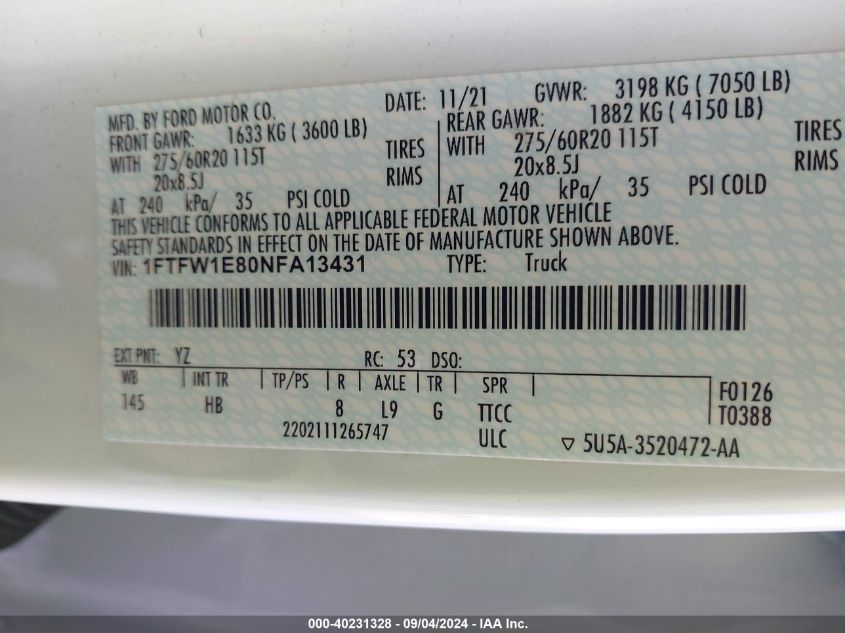 MFD. BY FORD MOTOR CO.
DATE: 11/21 GVWR: 3198 KG ( 7050 LB)
FRONT GAWR: 1633 KG ( 3600 LB)
WITH 275/60R20 115T TIRES
20x8.5J RIMS
AT 240 kPa/ 35 PSI COLD
REAR GAWR: 1882 KG ( 4150 LB)
WITH 275/60R20 115T TIRES
20x8.5J RIMS
AT 240 kPa/ 35 PSI COLD
THIS VEHICLE CONFORMS TO ALL APPLICABLE FEDERAL MOTOR VEHICLE
SAFETY STANDARDS IN EFFECT ON THE DATE OF MANUFACTURE SHOWN ABOVE.
VIN: 1FTFW1E80NFA13431 TYPE: Truck
EXT PNT: YZ RC: 53 DSO:
WB INT TR TP/PS R AXLE TR SPR
145 HB 8 L9 G TTCC
ULC
F0126
T0388
2202111265747
▽ 5U5A-3520472-AA
000-40231328 - 09/04/2024 - IAA Inc.